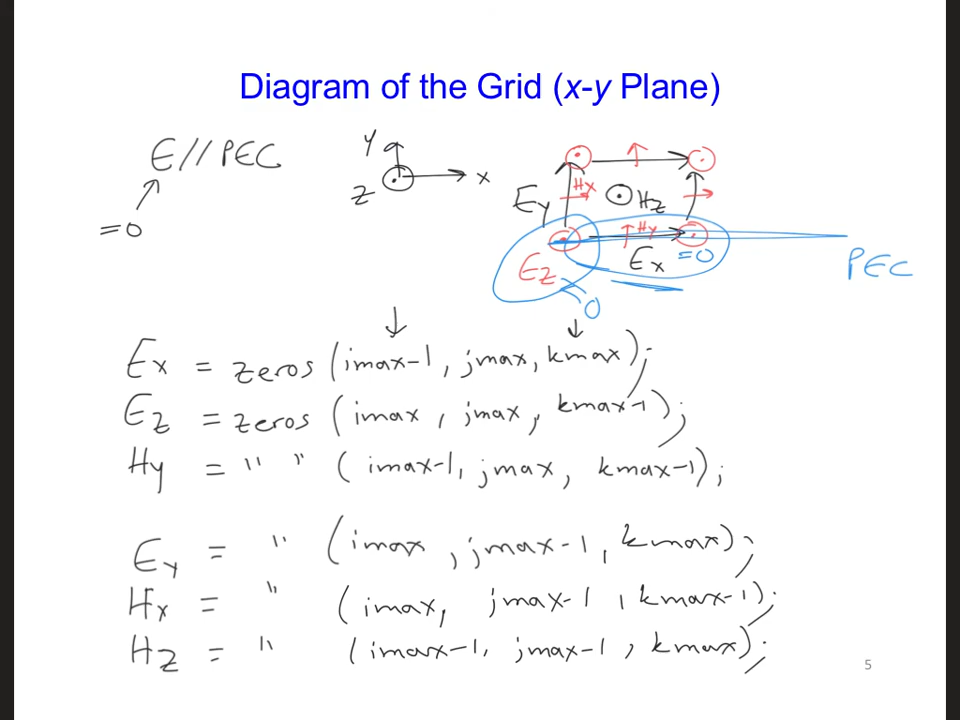 Diagram of the Grid (x-y Plane)
E // PEC
=0
Y
Z
x
Ey
Hx
Hz
Hy
Ez
Ex =0
=0
PEC
Ex = zeros (imax-1, jmax, kmax);
Ez = zeros (imax, jmax, kmax-1);
Hy = " " (imax-1, jmax, kmax-1);
Ey = " (imax, jmax-1, kmax);
Hx = " (imax, jmax-1, kmax-1);
Hz = " (imax-1, jmax-1, kmax);
5